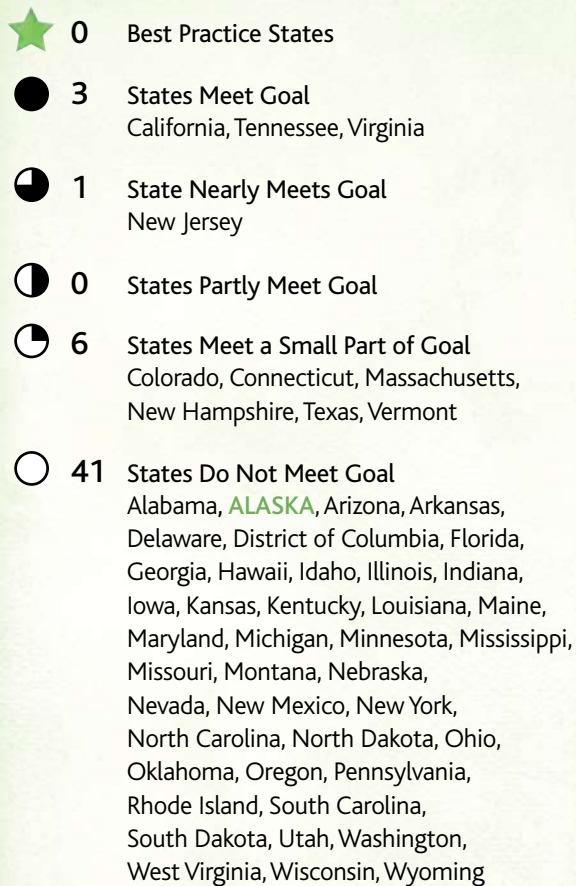 0 Best Practice States
3 States Meet Goal
California, Tennessee, Virginia
1 State Nearly Meets Goal
New Jersey
0 States Partly Meet Goal
6 States Meet a Small Part of Goal
Colorado, Connecticut, Massachusetts,
New Hampshire, Texas, Vermont
41 States Do Not Meet Goal
Alabama, ALASKA, Arizona, Arkansas,
Delaware, District of Columbia, Florida,
Georgia, Hawaii, Idaho, Illinois, Indiana,
Iowa, Kansas, Kentucky, Louisiana, Maine,
Maryland, Michigan, Minnesota, Mississippi,
Missouri, Montana, Nebraska,
Nevada, New Mexico, New York,
North Carolina, North Dakota, Ohio,
Oklahoma, Oregon, Pennsylvania,
Rhode Island, South Carolina,
South Dakota, Utah, Washington,
West Virginia, Wisconsin, Wyoming